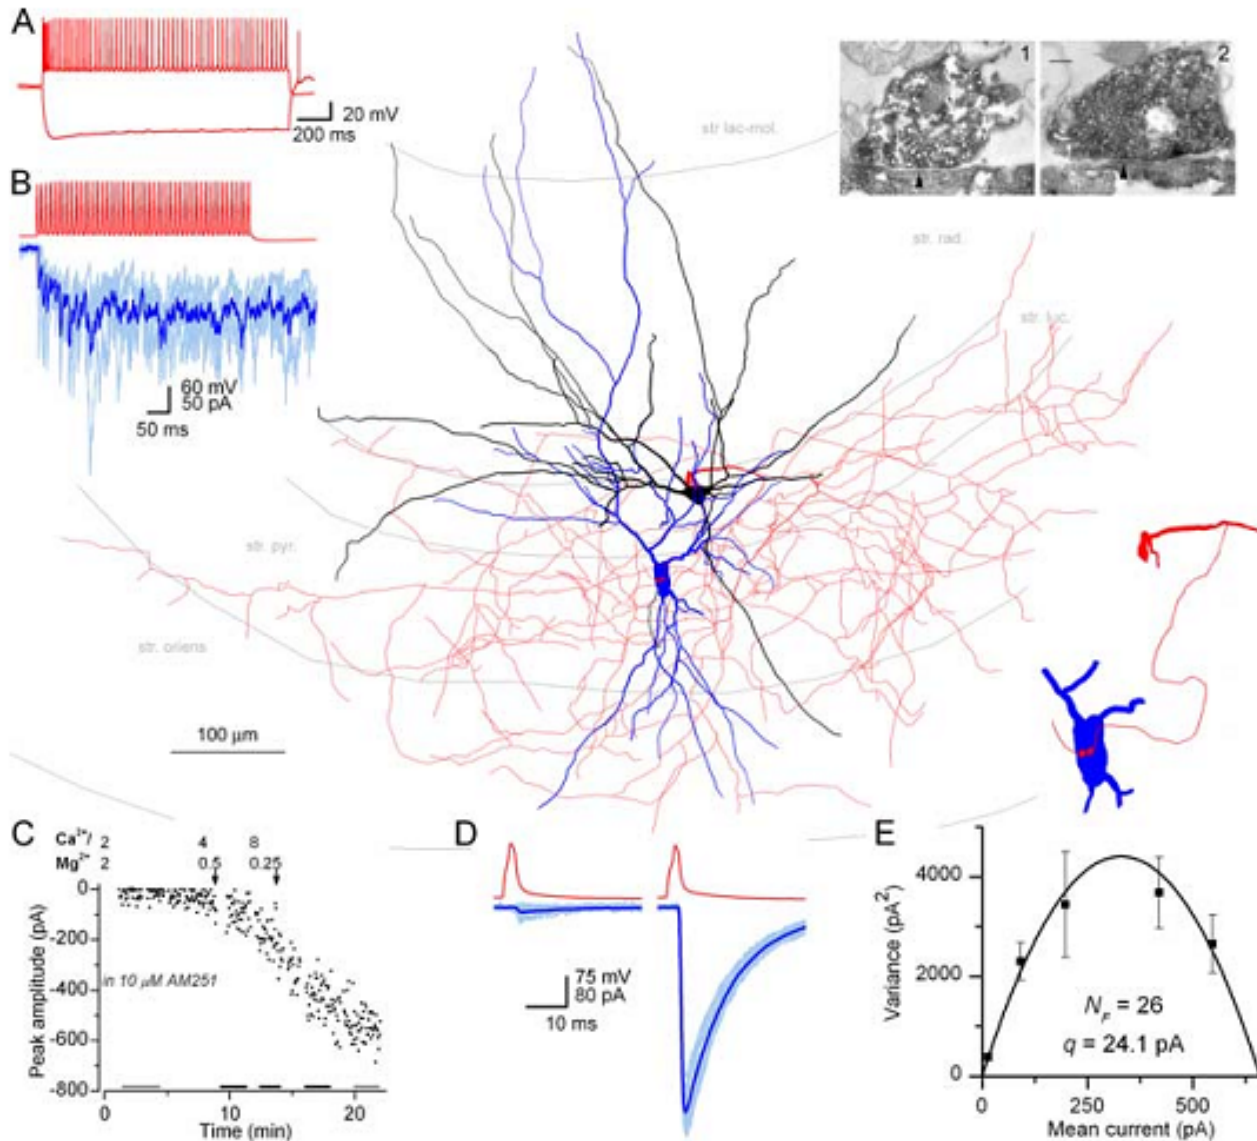 A
20 mV
200 ms
str lac-mol.
1
2
B
str. rad.
str. luc.
60 mV
50 pA
50 ms
str. pyr.
str. oriens
100 μm
C
Ca²⁺/ 2 4 8
Mg²⁺ 2 0.5 0.25
0
-200
-400
-600
-800
Peak amplitude (pA)
in 10 μM AM251
0 10 20
Time (min)
D
75 mV
80 pA
10 ms
E
4000
2000
0
Variance (pA²)
N_F = 26
q = 24.1 pA
0 250 500
Mean current (pA)